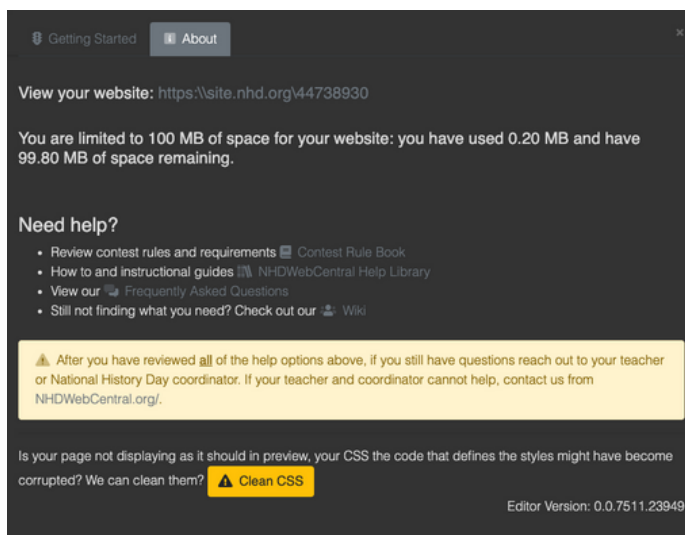 Getting Started About ×
View your website: https:\\site.nhd.org\44738930
You are limited to 100 MB of space for your website: you have used 0.20 MB and have
99.80 MB of space remaining.
Need help?
• Review contest rules and requirements Contest Rule Book
• How to and instructional guides NHDWebCentral Help Library
• View our Frequently Asked Questions
• Still not finding what you need? Check out our Wiki
After you have reviewed all of the help options above, if you still have questions reach out to your teacher
or National History Day coordinator. If your teacher and coordinator cannot help, contact us from
NHDWebCentral.org/.
Is your page not displaying as it should in preview, your CSS the code that defines the styles might have become
corrupted? We can clean them? Clean CSS
Editor Version: 0.0.7511.23949